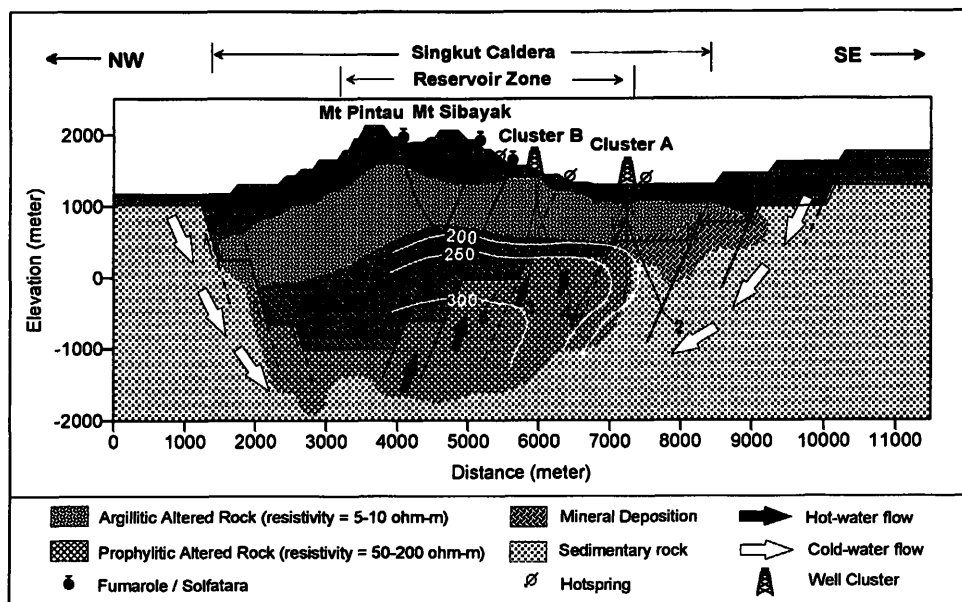 NW Singkut Caldera SE
Reservoir Zone
Mt Pintau Mt Sibayak
Cluster B
Cluster A
2000
1000
0
-1000
-2000
Elevation (meter)
200
260
300
?
0 1000 2000 3000 4000 5000 6000 7000 8000 9000 10000 11000
Distance (meter)
Argillitic Altered Rock (resistivity = 5-10 ohm-m)
Mineral Deposition
Hot-water flow
Prophylitic Altered Rock (resistivity = 50-200 ohm-m)
Sedimentary rock
Cold-water flow
Fumarole / Solfatara
Hotspring
Well Cluster